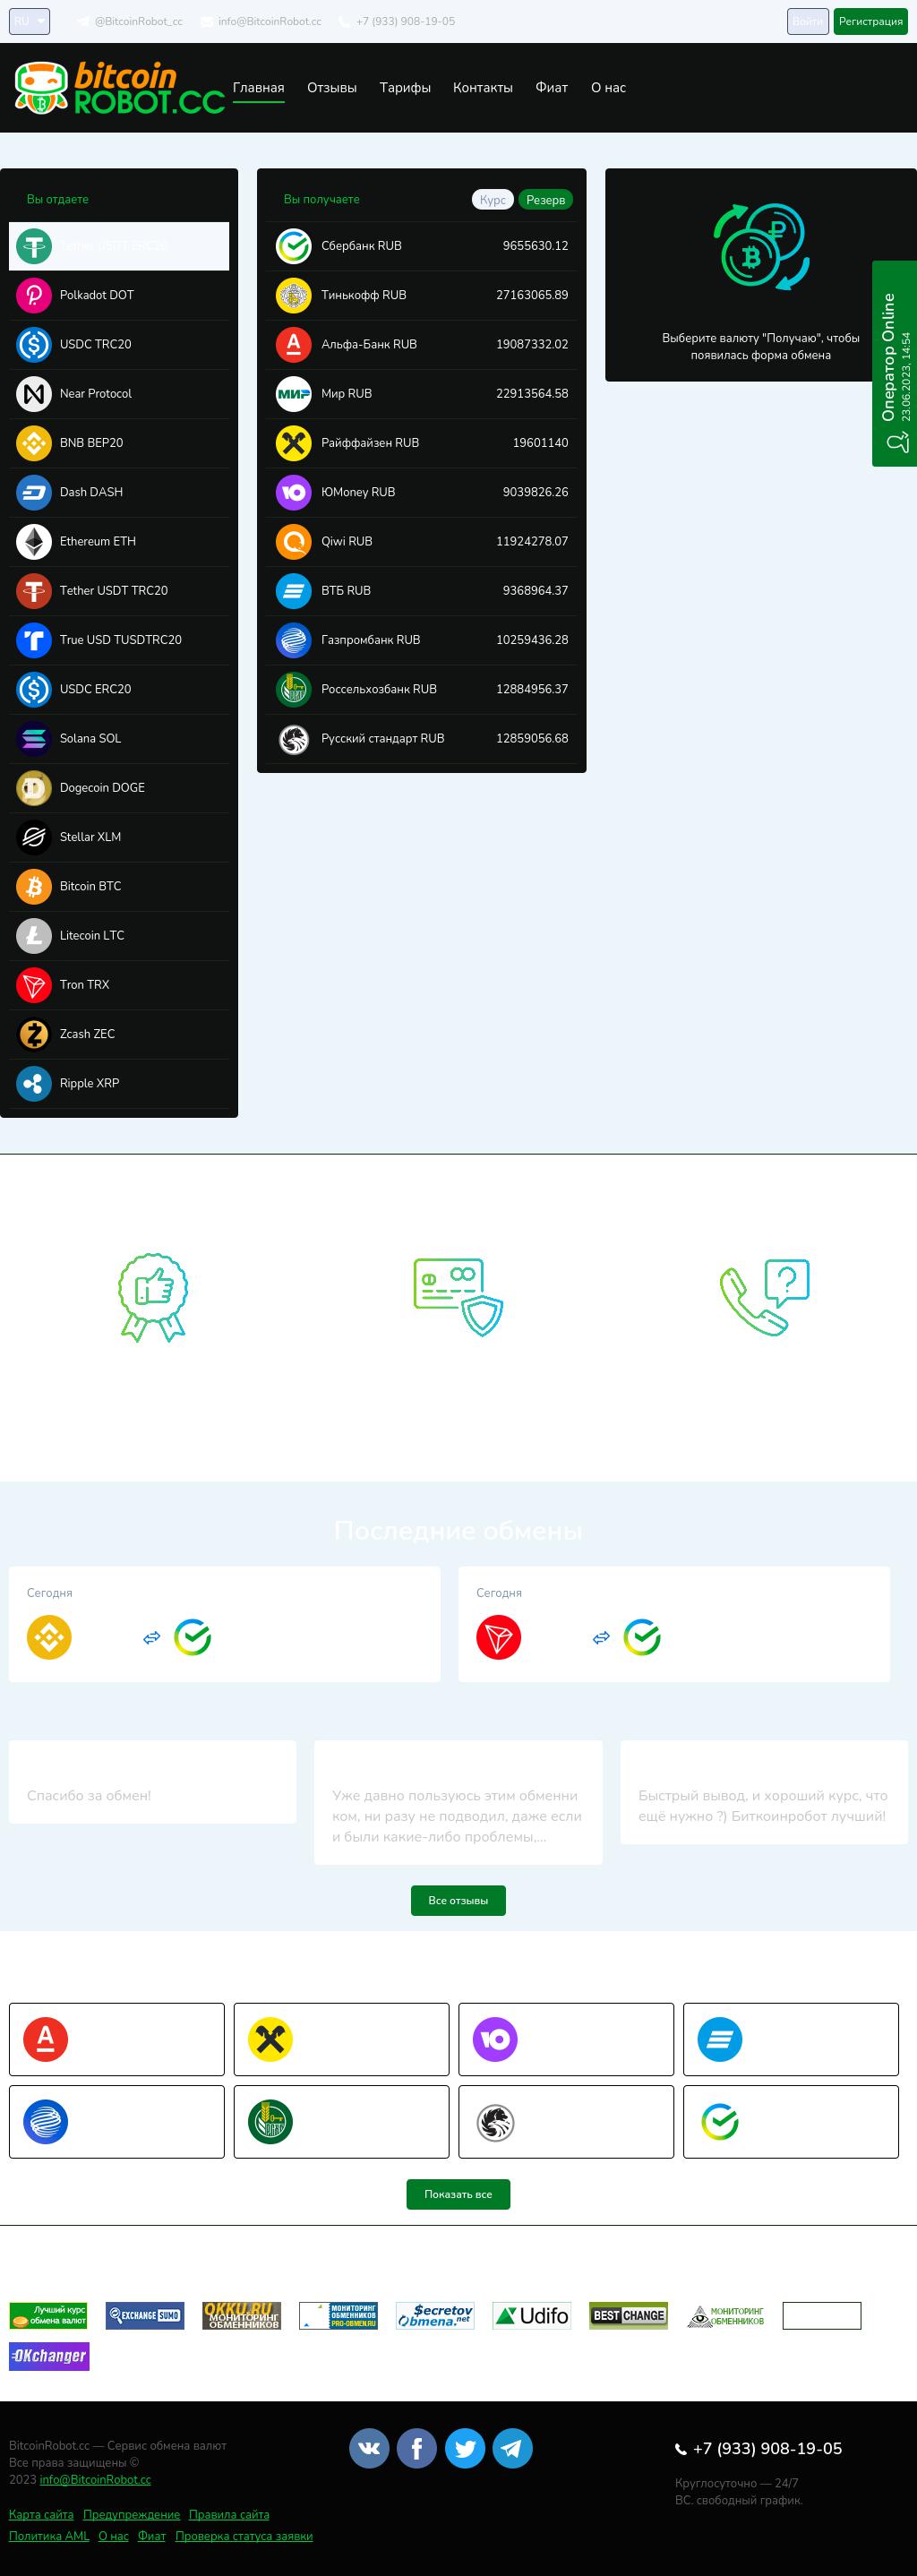 RU
@BitcoinRobot_cc
info@BitcoinRobot.cc
+7 (933) 908-19-05
Войти
Регистрация
bitcoin
ROBOT.CC
Главная
Отзывы
Тарифы
Контакты
Фиат
О нас
Вы отдаете
Polkadot DOT
USDC TRC20
Near Protocol
BNB BEP20
Dash DASH
Ethereum ETH
Tether USDT TRC20
True USD TUSDTRC20
USDC ERC20
Solana SOL
Dogecoin DOGE
Stellar XLM
Bitcoin BTC
Litecoin LTC
Tron TRX
Zcash ZEC
Ripple XRP
Вы получаете
Курс
Резерв
Сбербанк RUB 9655630.12
Тинькофф RUB 27163065.89
Альфа-Банк RUB 19087332.02
Мир RUB 22913564.58
Райффайзен RUB 19601140
ЮMoney RUB 9039826.26
Qiwi RUB 11924278.07
ВТБ RUB 9368964.37
Газпромбанк RUB 10259436.28
Россельхозбанк RUB 12884956.37
Русский стандарт RUB 12859056.68
Выберите валюту "Получаю", чтобы
появилась форма обмена
Оператор Online
23.06.2023, 14:54
Последние обмены
Сегодня
Сегодня
Спасибо за обмен!
Уже давно пользуюсь этим обменни
ком, ни разу не подводил, даже если
и были какие-либо проблемы,...
Быстрый вывод, и хороший курс, что
ещё нужно ?) Биткоинробот лучший!
Все отзывы
Показать все
Лучший курс
обмена валют
EXCHANGE SUMO
OKKU.RU
МОНИТОРИНГ
ОБМЕННИКОВ
МОНИТОРИНГ
ОБМЕННИКОВ
PRO-OBMEN.RU
Secretov
Obmena.net
Udifo
BESTCHANGE
МОНИТОРИНГ
ОБМЕННИКОВ
OKchanger
BitcoinRobot.cc — Сервис обмена валют
Все права защищены ©
2023 info@BitcoinRobot.cc
Карта сайта Предупреждение Правила сайта
Политика AML О нас Фиат Проверка статуса заявки
+7 (933) 908-19-05
Круглосуточно — 24/7
ВС. свободный график.